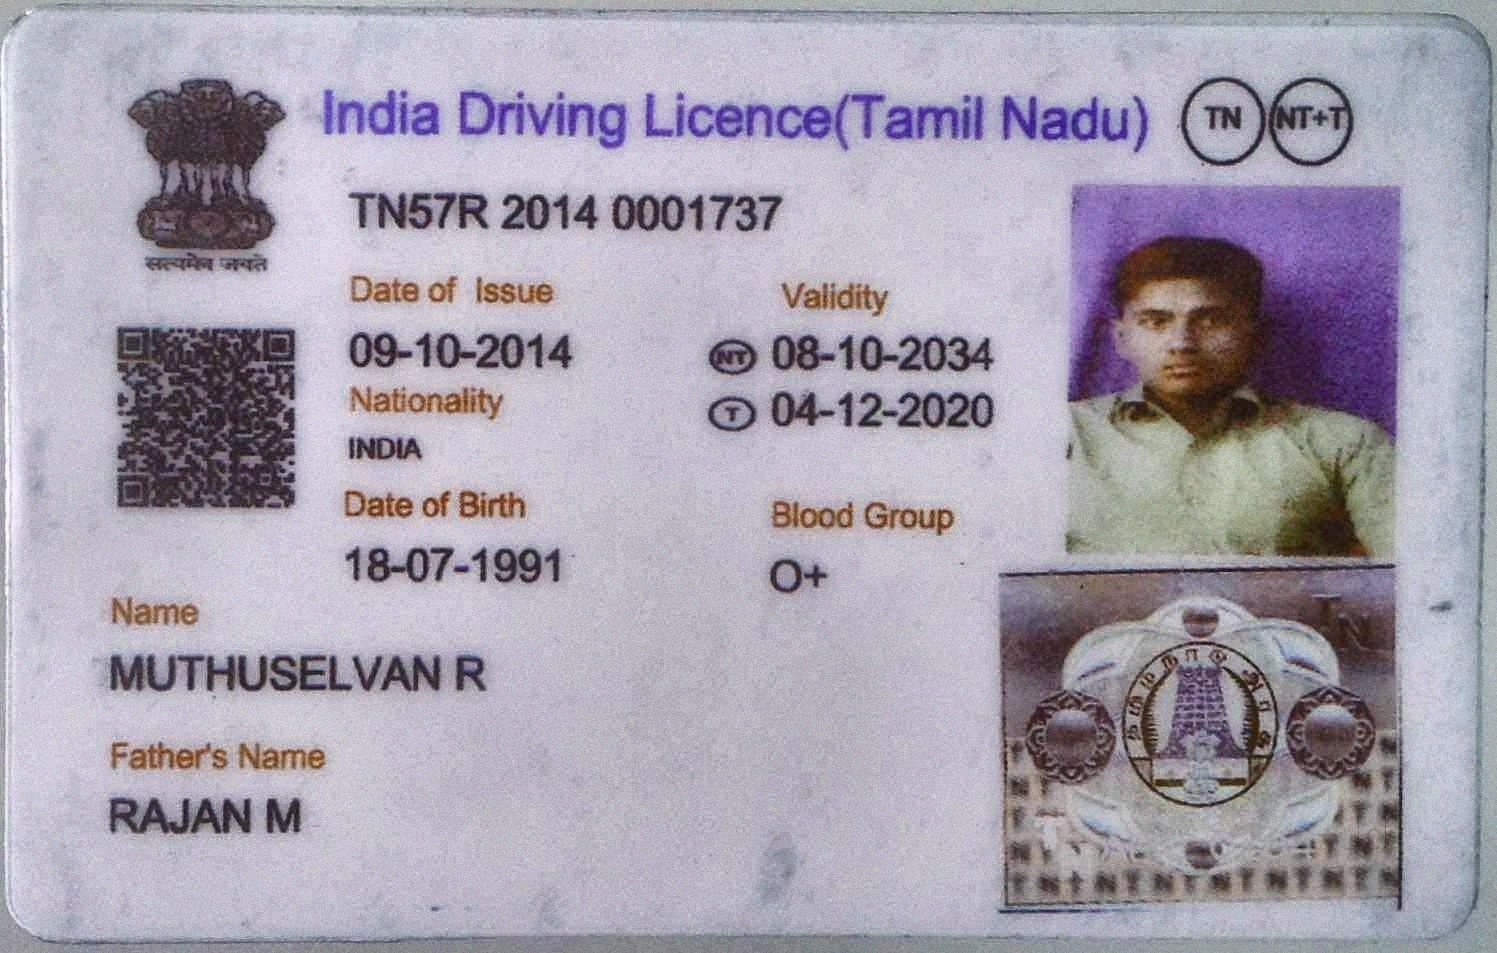 India Driving Licence(Tamil Nadu) TN NT+T
TN57R 2014 0001737
सत्यमेव जयते
Date of Issue
Validity
09-10-2014
NT 08-10-2034
Nationality
T 04-12-2020
INDIA
Date of Birth
Blood Group
18-07-1991
O+
Name
MUTHUSELVAN R
Father's Name
RAJAN M
TN
தமிழ்நாடு அரசு